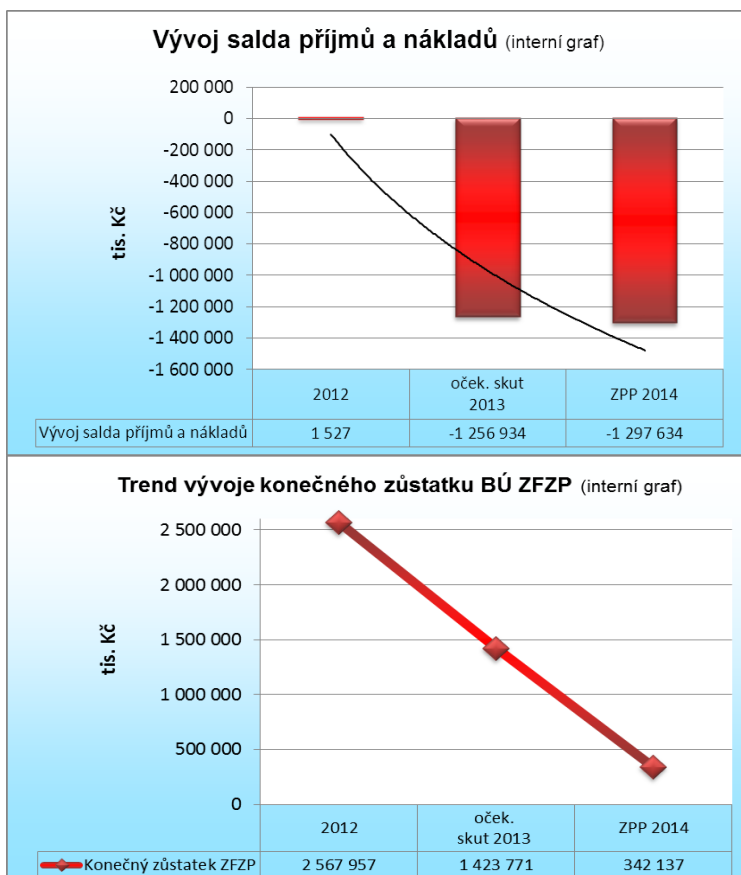 Vývoj salda příjmů a nákladů (interní graf)
200 000
0
-200 000
-400 000
-600 000
-800 000
-1 000 000
-1 200 000
-1 400 000
-1 600 000
tis. Kč
2012
oček. skut
2013
ZPP 2014
Vývoj salda příjmů a nákladů 1 527 -1 256 934 -1 297 634
Trend vývoje konečného zůstatku BÚ ZFZP (interní graf)
2 500 000
2 000 000
1 500 000
1 000 000
500 000
0
tis. Kč
2012
oček.
skut 2013
ZPP 2014
Konečný zůstatek ZFZP 2 567 957 1 423 771 342 137